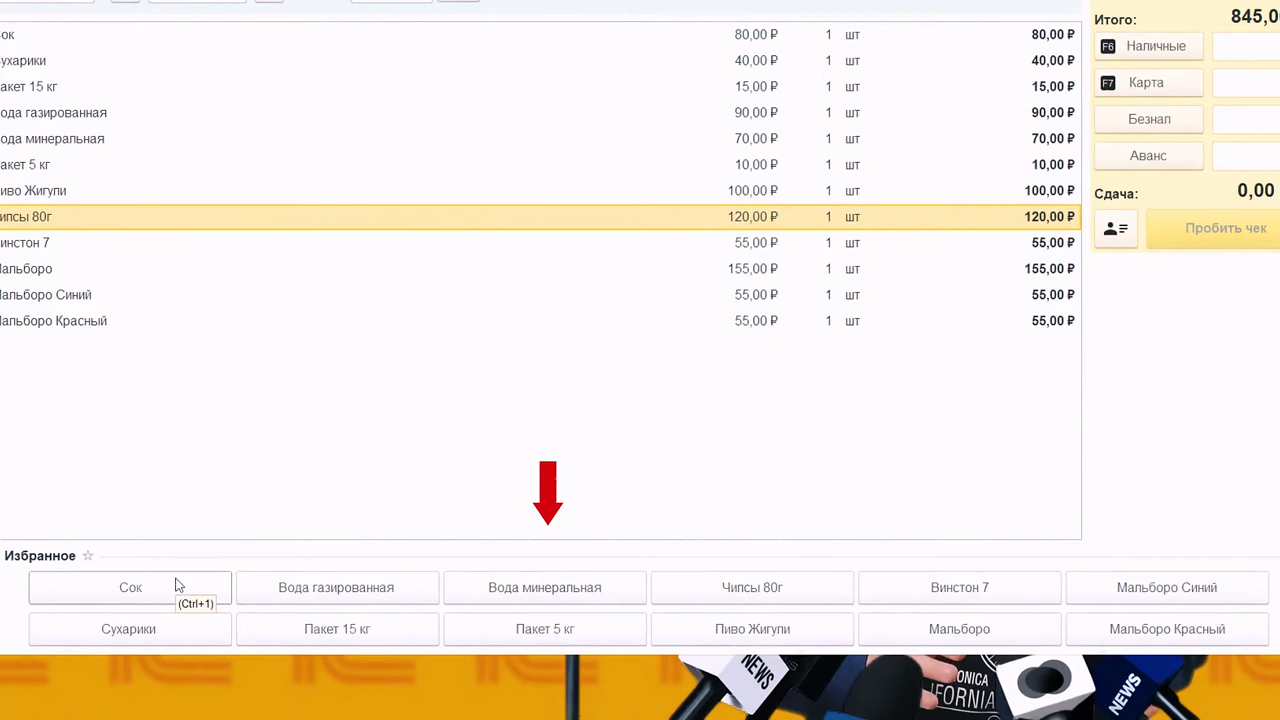 Итого: 845,0
ок 80,00 ₽ 1 шт 80,00 ₽
ухарики 40,00 ₽ 1 шт 40,00 ₽
акет 15 кг 15,00 ₽ 1 шт 15,00 ₽
ода газированная 90,00 ₽ 1 шт 90,00 ₽
ода минеральная 70,00 ₽ 1 шт 70,00 ₽
акет 5 кг 10,00 ₽ 1 шт 10,00 ₽
иво Жигули 100,00 ₽ 1 шт 100,00 ₽
ипсы 80г 120,00 ₽ 1 шт 120,00 ₽
инстон 7 55,00 ₽ 1 шт 55,00 ₽
Мальборо 155,00 ₽ 1 шт 155,00 ₽
Мальборо Синий 55,00 ₽ 1 шт 55,00 ₽
Мальборо Красный 55,00 ₽ 1 шт 55,00 ₽
F6 Наличные
F7 Карта
Безнал
Аванс
Сдача: 0,00
Пробить чек
Избранное
Сок Вода газированная Вода минеральная Чипсы 80г Винстон 7 Мальборо Синий
(Ctrl+1)
Сухарики Пакет 15 кг Пакет 5 кг Пиво Жигули Мальборо Мальборо Красный
NEWS
ONICA
IFORNIA
NEWS